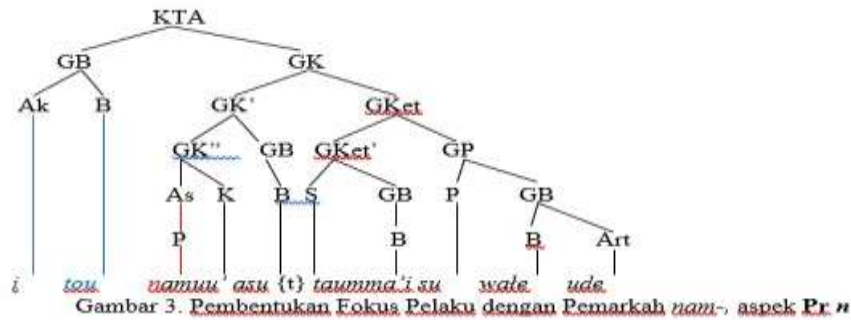 KTA
GB GK
Ak B GK' GKet
GK" GB GKet' GP
As K B S GB P GB
P B B Art
i tou namuu' asu {t} taumma'i su wale ude
Gambar 3. Pembentukan Fokus Pelaku dengan Pemarkah nam-, aspek Pr n